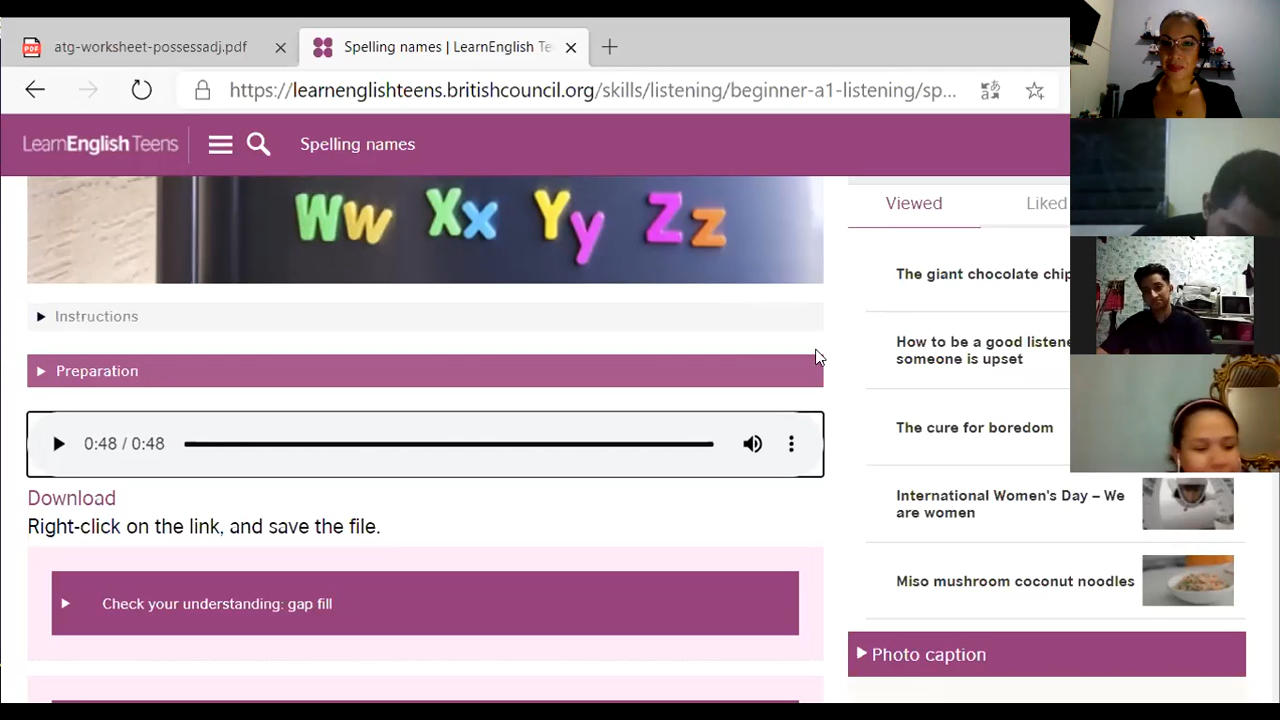 atg-worksheet-possessadj.pdf
Spelling names | LearnEnglish Te
https://learnenglishteens.britishcouncil.org/skills/listening/beginner-a1-listening/sp...
LearnEnglish Teens
Spelling names
Ww Xx Yy Zz
Instructions
Preparation
0:48 / 0:48
Download
Right-click on the link, and save the file.
Check your understanding: gap fill
Viewed
Liked
The giant chocolate chip
How to be a good listene
someone is upset
The cure for boredom
International Women's Day – We
are women
Miso mushroom coconut noodles
Photo caption